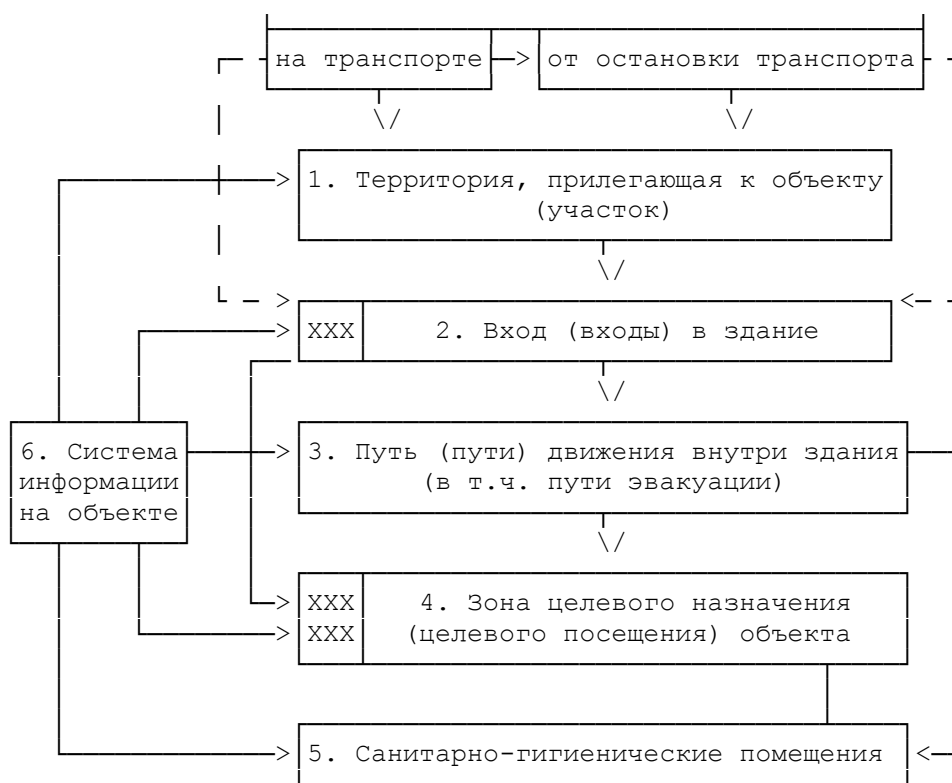 на транспорте
от остановки транспорта
1. Территория, прилегающая к объекту
(участок)
XXX
2. Вход (входы) в здание
6. Система
информации
на объекте
3. Путь (пути) движения внутри здания
(в т.ч. пути эвакуации)
XXX
4. Зона целевого назначения
XXX
(целевого посещения) объекта
5. Санитарно-гигиенические помещения